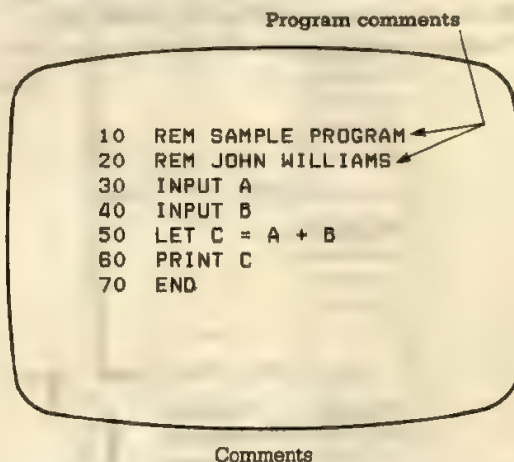 Program comments
10 REM SAMPLE PROGRAM
20 REM JOHN WILLIAMS
30 INPUT A
40 INPUT B
50 LET C = A + B
60 PRINT C
70 END
Comments